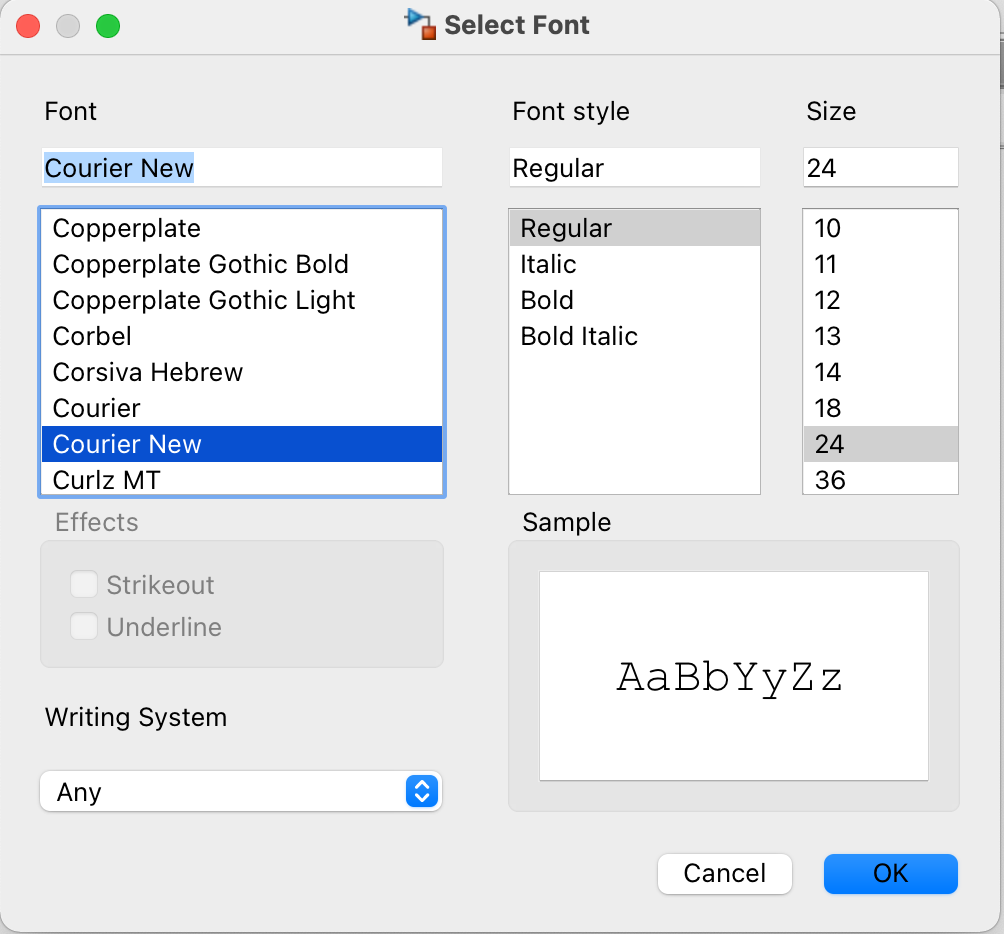 Select Font
Font
Courier New
Copperplate
Copperplate Gothic Bold
Copperplate Gothic Light
Corbel
Corsiva Hebrew
Courier
Courier New
Curlz MT
Font style
Regular
Regular
Italic
Bold
Bold Italic
Size
24
10
11
12
13
14
18
24
36
Effects
Strikeout
Underline
Sample
AaBbYyZz
Writing System
Any
Cancel
OK